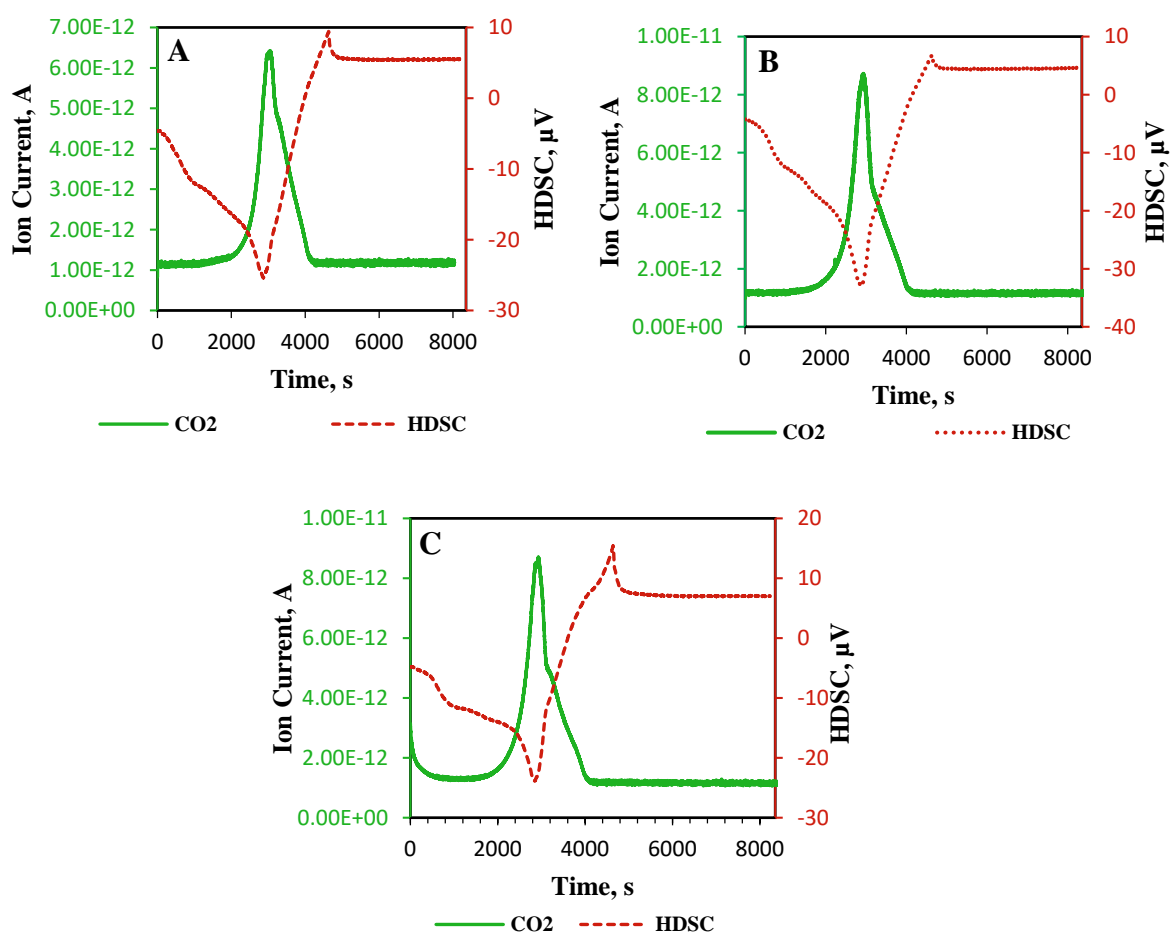 A
Ion Current, A
7.00E-12
6.00E-12
5.00E-12
4.00E-12
3.00E-12
2.00E-12
1.00E-12
0.00E+00
10
0
-10
-20
-30
HDSC, µV
0 2000 4000 6000 8000
Time, s
CO2 HDSC
B
Ion Current, A
1.00E-11
8.00E-12
6.00E-12
4.00E-12
2.00E-12
0.00E+00
10
0
-10
-20
-30
-40
HDSC, µV
0 2000 4000 6000 8000
Time, s
CO2 HDSC
C
Ion Current, A
1.00E-11
8.00E-12
6.00E-12
4.00E-12
2.00E-12
0.00E+00
20
10
0
-10
-20
-30
HDSC, µV
0 2000 4000 6000 8000
Time, s
CO2 HDSC